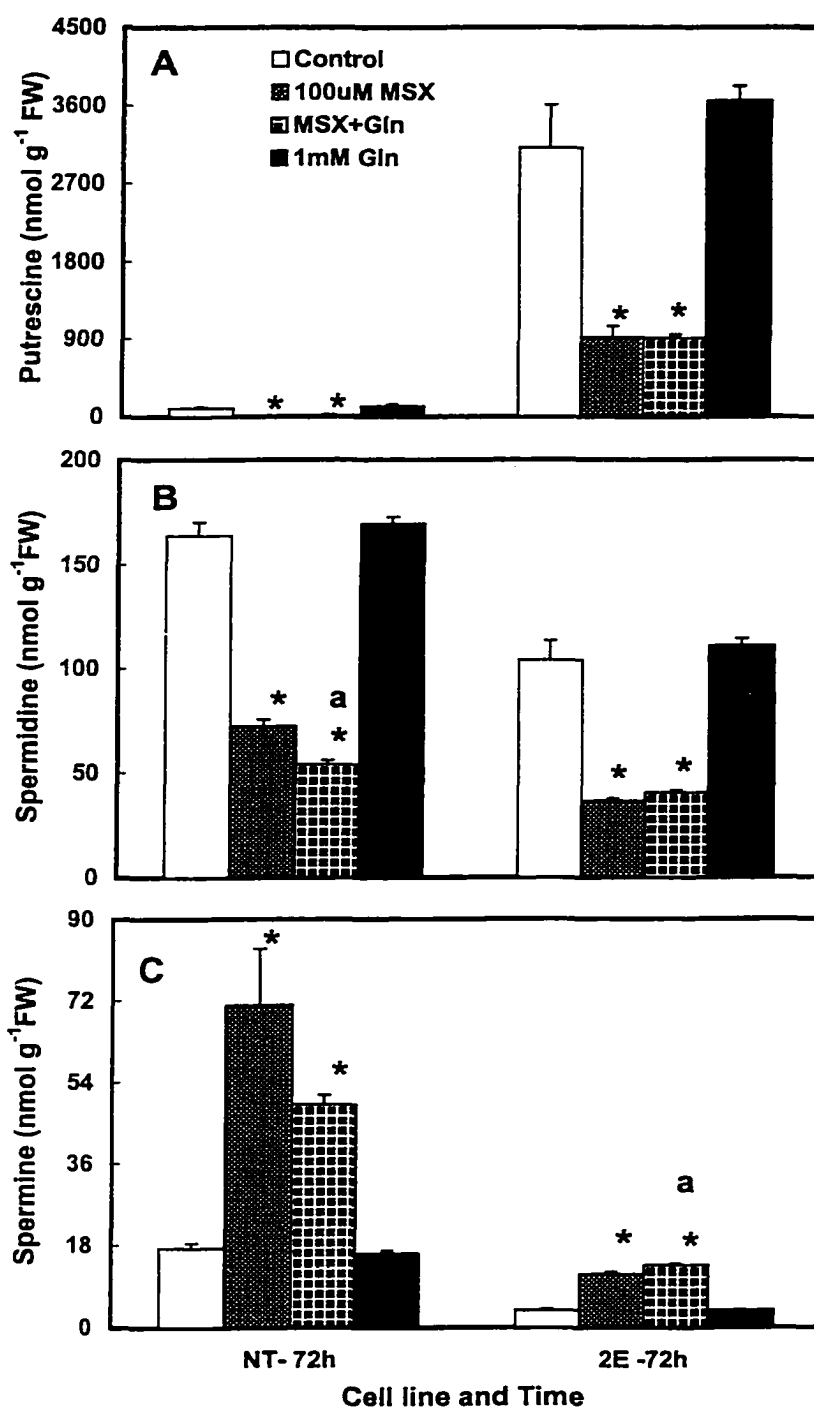 A
Control
100uM MSX
MSX+Gln
1mM Gln
Putrescine (nmol g-1 FW)
4500
3600
2700
1800
900
0
* * * *
B
Spermidine (nmol g-1FW)
200
150
100
50
0
a
* * * *
C
Spermine (nmol g-1FW)
90
72
54
36
18
0
* *
a
* *
NT- 72h
2E -72h
Cell line and Time